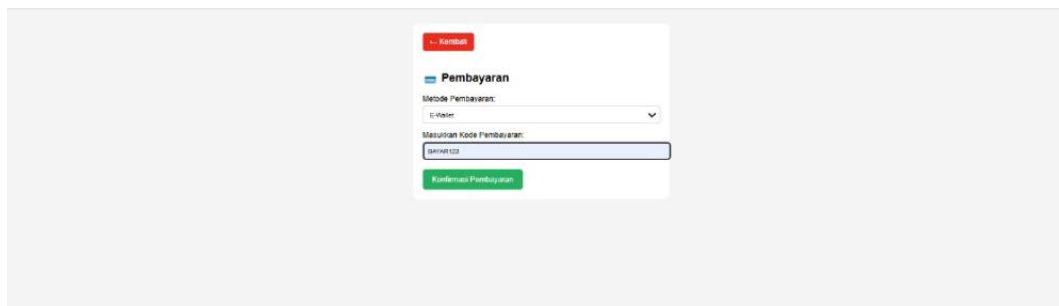 ← Kembali
Pembayaran
Metode Pembayaran:
E-Wallet
Masukkan Kode Pembayaran:
BAYAR123
Konfirmasi Pembayaran